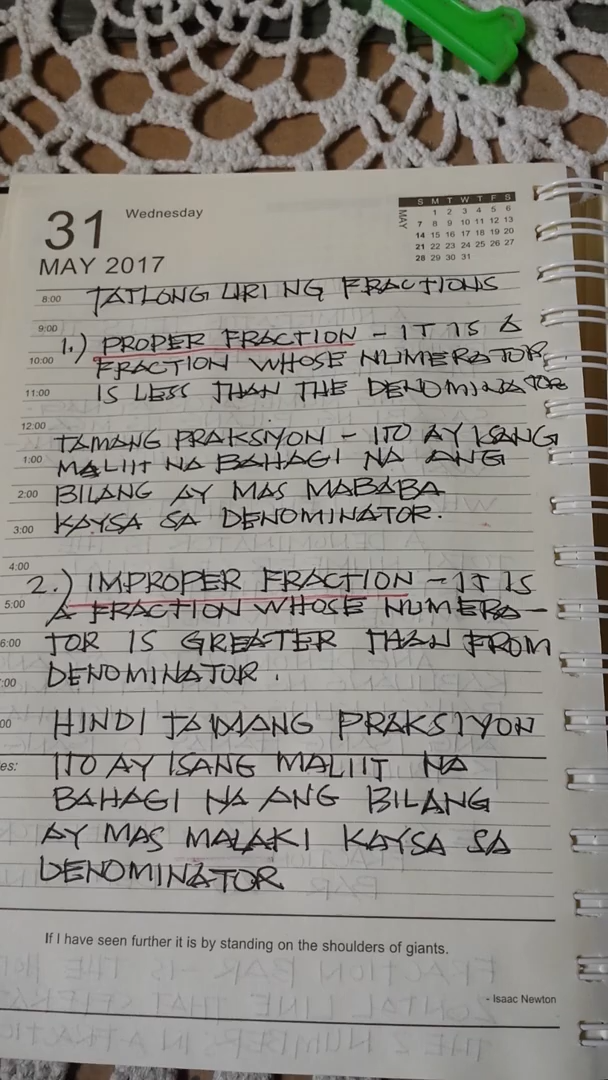 31 Wednesday
MAY 2017
MAY
S M T W T F S
1 2 3 4 5 6
7 8 9 10 11 12 13
14 15 16 17 18 19 20
21 22 23 24 25 26 27
28 29 30 31
8:00 TATLONG URI NG FRACTIONS
9:00 1.) PROPER FRACTION - IT IS A
10:00 FRACTION WHOSE NUMERATOR
11:00 IS LESS THAN THE DENOMINATOR
12:00
TAMANG PRAKSIYON - ITO AY ISANG
1:00 MALIIT NA BAHAGI NA ANG
2:00 BILANG AY MAS MABABA
3:00 KAYSA SA DENOMINATOR.
4:00
2.) IMPROPER FRACTION - IT IS
5:00 A FRACTION WHOSE NUMERA-
6:00 TOR IS GREATER THAN FROM
:00 DENOMINATOR.
00 HINDI TAMANG PRAKSIYON
es: ITO AY ISANG MALIIT NA
BAHAGI NA ANG BILANG
AY MAS MALAKI KAYSA SA
DENOMINATOR
If I have seen further it is by standing on the shoulders of giants.
- Isaac Newton